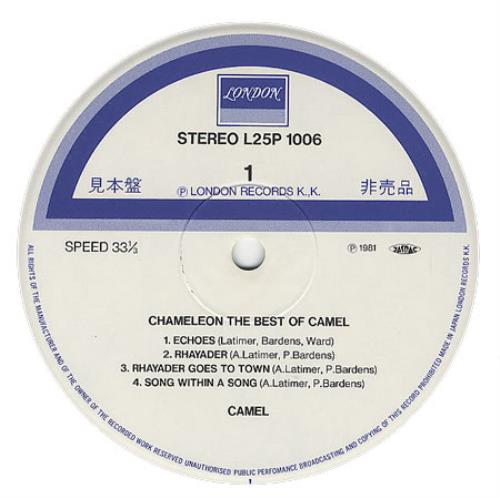 LONDON
STEREO L25P 1006
1
見本盤
非売品
Ⓟ LONDON RECORDS K.K.
SPEED 33⅓
Ⓟ 1981
JASRAC
CHAMELEON THE BEST OF CAMEL
1. ECHOES (Latimer, Bardens, Ward)
2. RHAYADER (A.Latimer, P.Bardens)
3. RHAYADER GOES TO TOWN (A.Latimer, P.Bardens)
4. SONG WITHIN A SONG (A.Latimer, P.Bardens)
CAMEL
ALL RIGHTS OF THE MANUFACTURER AND OF THE OWNER OF THE RECORDED WORK RESERVED UNAUTHORISED PUBLIC PERFOMANCE BROADCASTING AND COPYING OF THIS RECORD PROHIBITED MADE IN JAPAN LONDON RECORDS K.K.
1